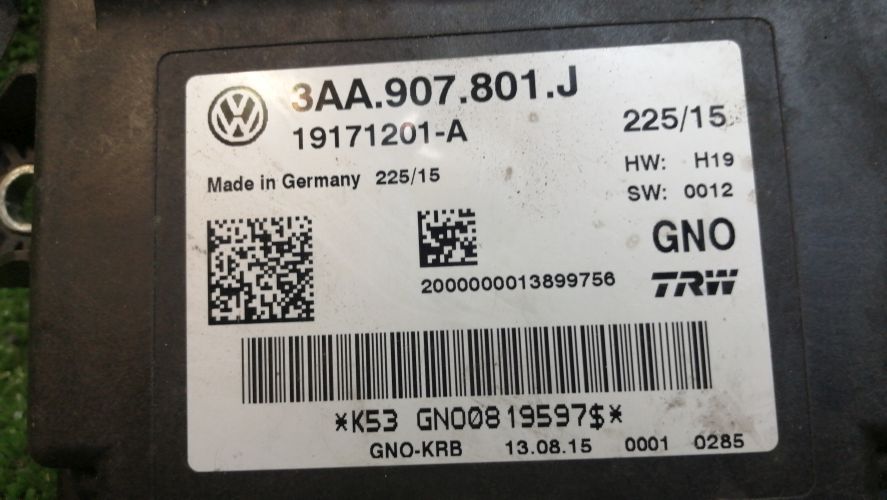 3AA.907.801.J
19171201-A
225/15
Made in Germany 225/15
HW: H19
SW: 0012
GNO
2000000013899756
TRW
*K53 GNO0819597$*
GNO-KRB 13.08.15 0001 0285